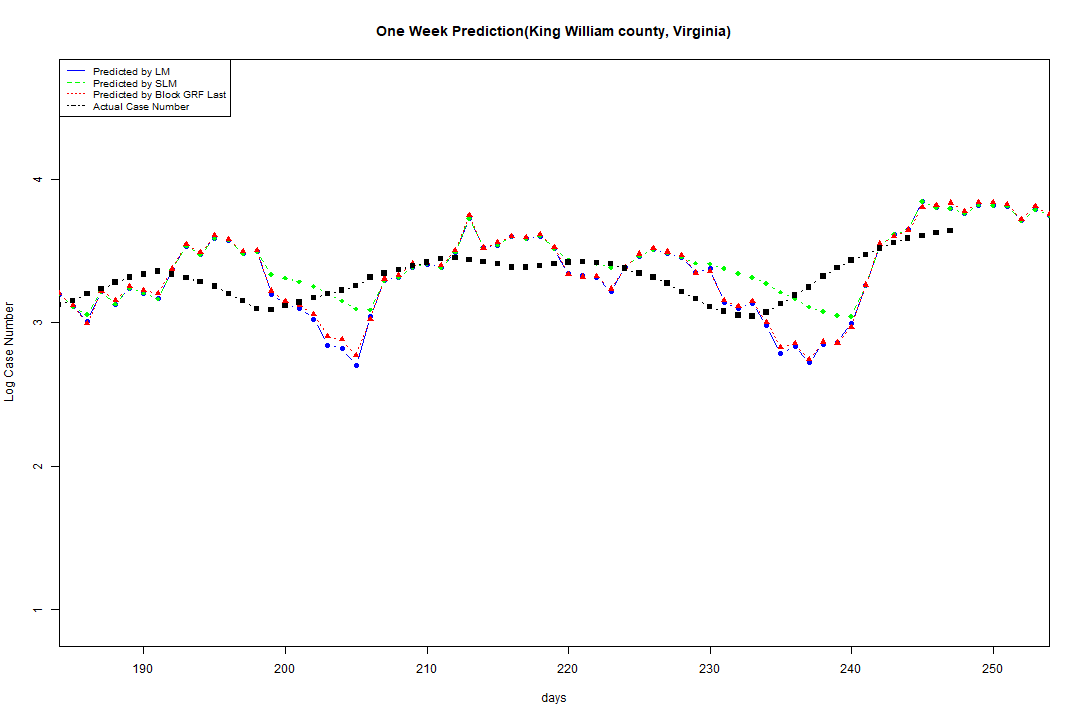 One Week Prediction(King William county, Virginia)
Predicted by LM
Predicted by SLM
Predicted by Block GRF Last
Actual Case Number
4
3
2
1
Log Case Number
190 200 210 220 230 240 250
days